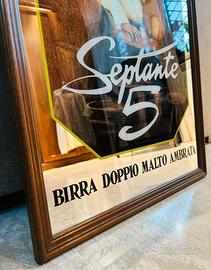 Septante
5
BIRRA DOPPIO MALTO AMBRATA